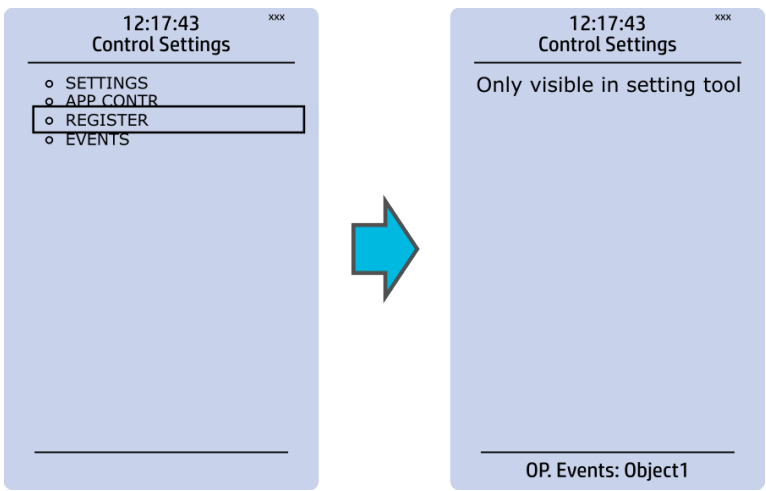 12:17:43 xxx
Control Settings
SETTINGS
APP CONTR
REGISTER
EVENTS
12:17:43 xxx
Control Settings
Only visible in setting tool
OP. Events: Object1